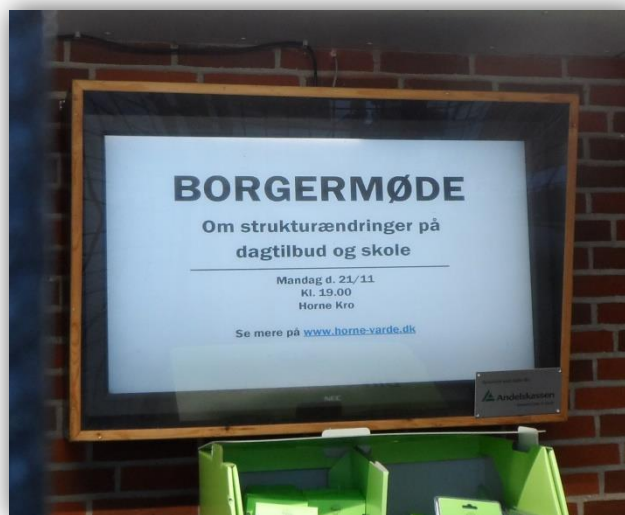 BORGERMØDE
Om strukturændringer på
dagtilbud og skole
Mandag d. 21/11
Kl. 19.00
Horne Kro
Se mere på www.horne-varde.dk
NEC
Andelskassen